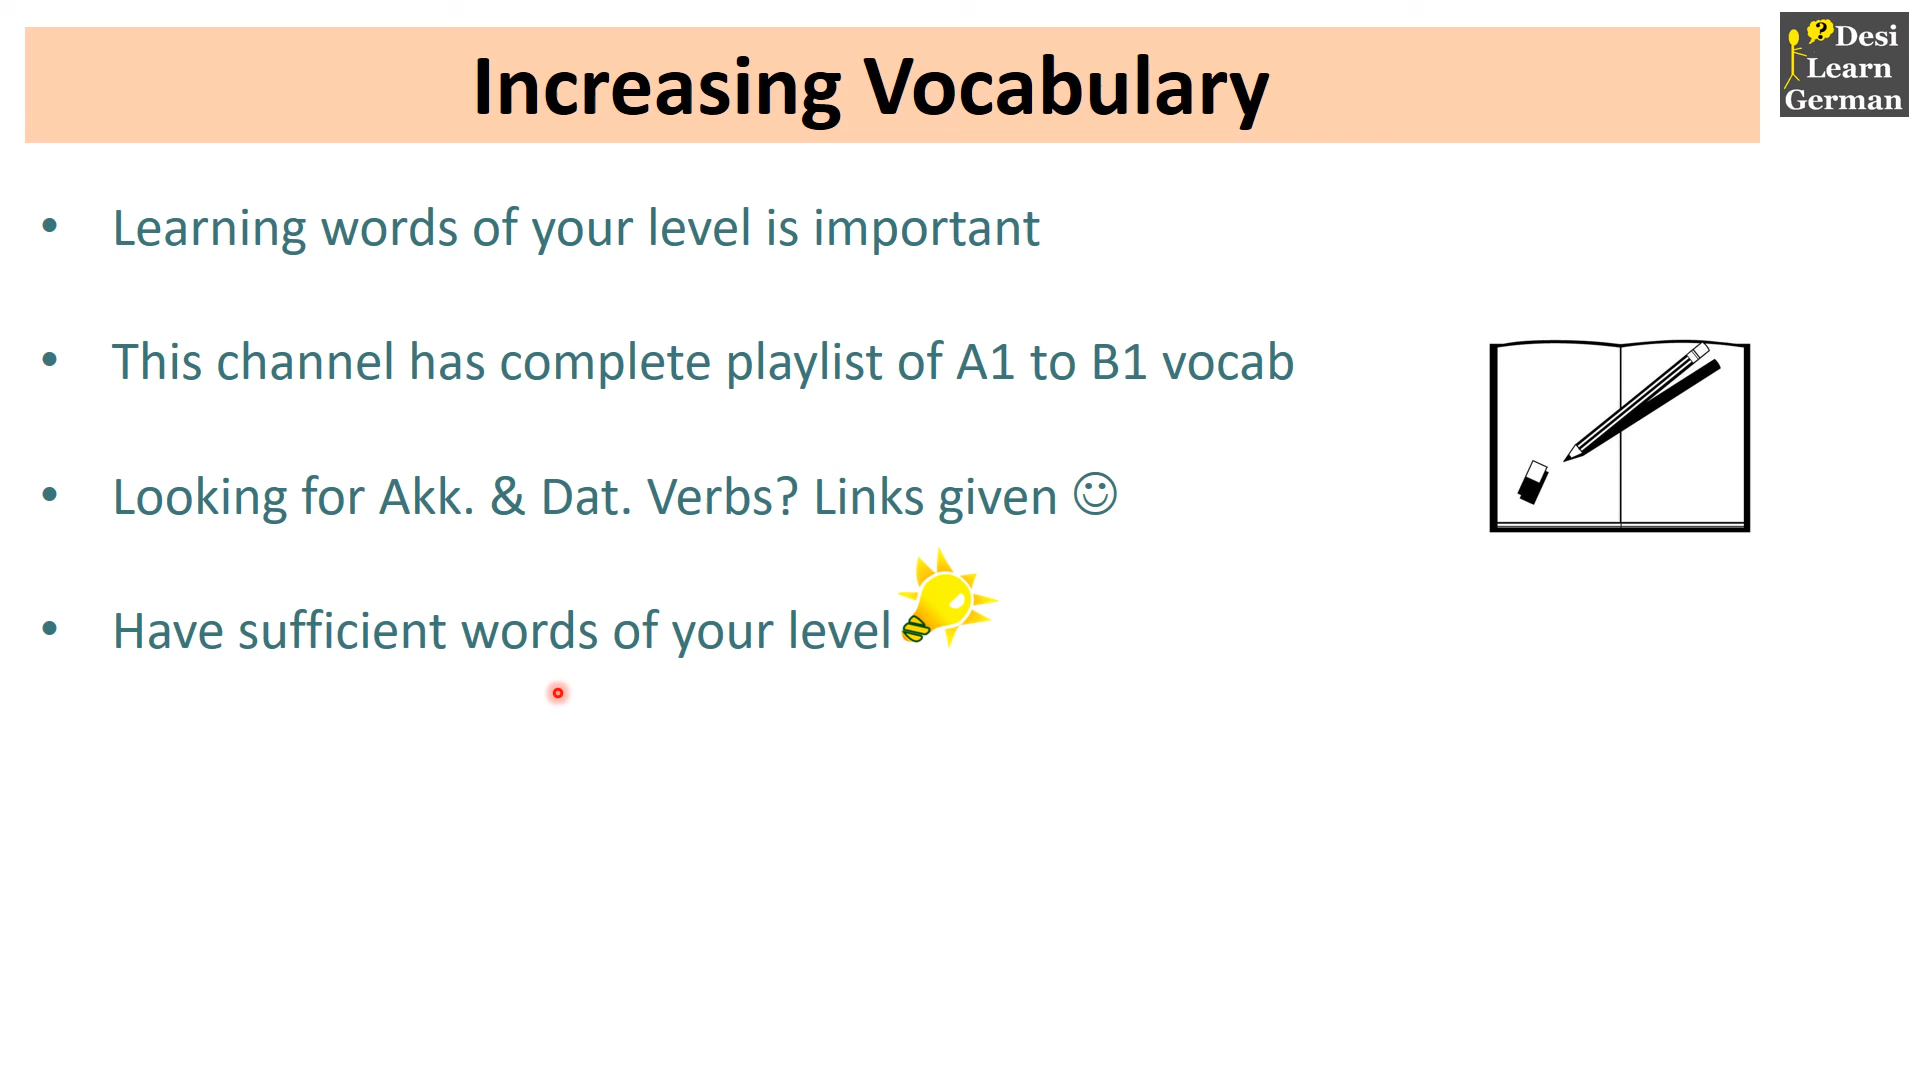 Increasing Vocabulary
? Desi
Learn
German
• Learning words of your level is important
• This channel has complete playlist of A1 to B1 vocab
• Looking for Akk. & Dat. Verbs? Links given ☺
• Have sufficient words of your level